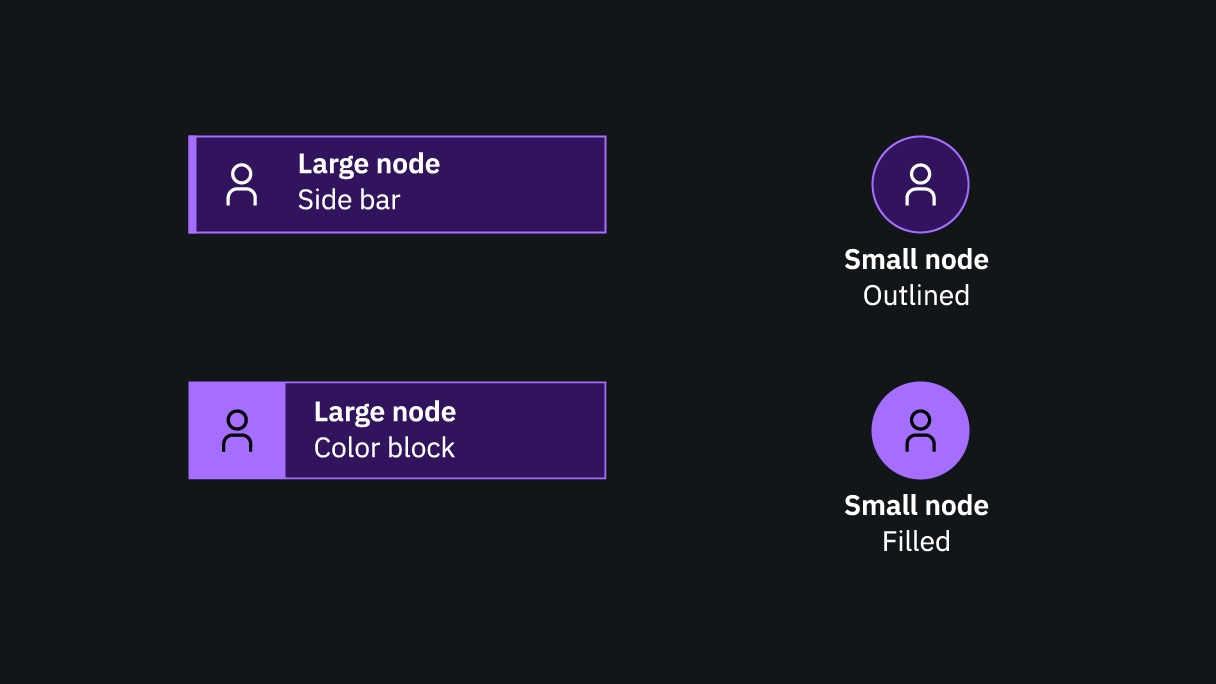 Large node
Side bar
Small node
Outlined
Large node
Color block
Small node
Filled